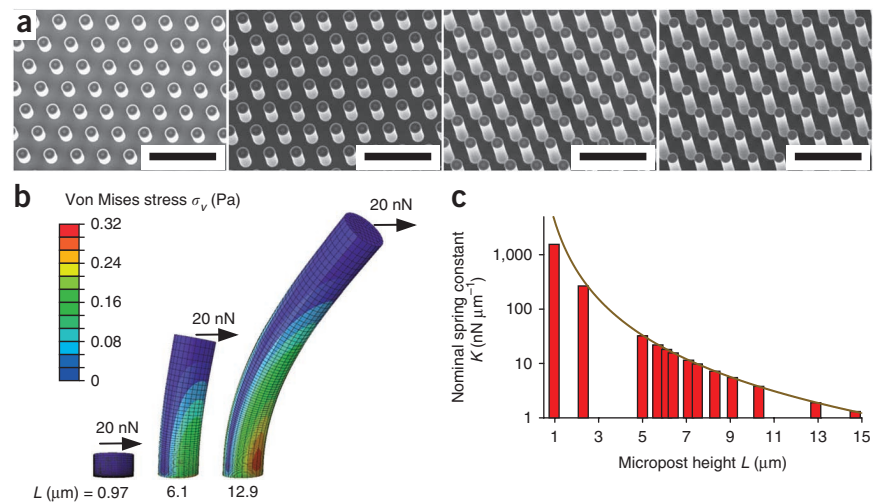 a
b
Von Mises stress σv (Pa)
0.32
0.24
0.16
0.08
0
20 nN
20 nN
20 nN
L (μm) = 0.97
6.1
12.9
c
Nominal spring constant
K (nN μm−1)
1,000
100
10
1
1
3
5
7
9
11
13
15
Micropost height L (μm)